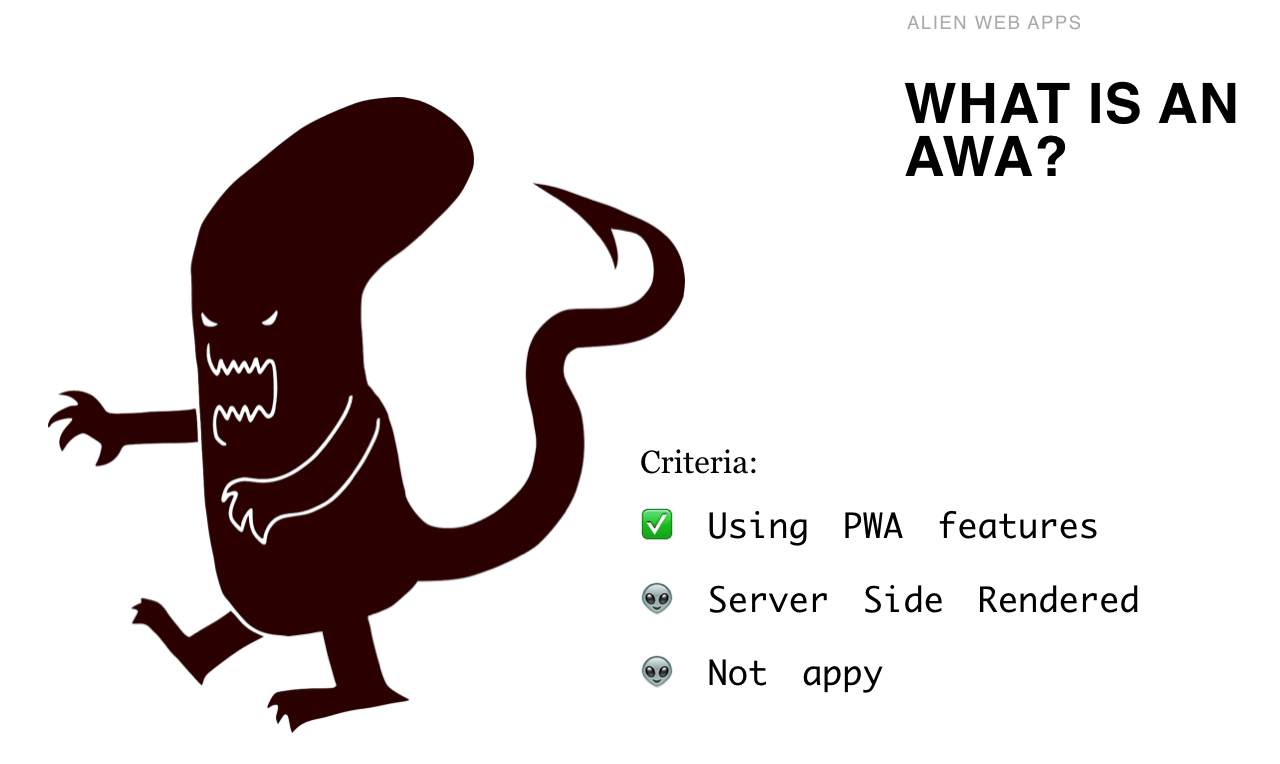 ALIEN WEB APPS
WHAT IS AN
AWA?
Criteria:
✅ Using PWA features
👽 Server Side Rendered
👽 Not appy